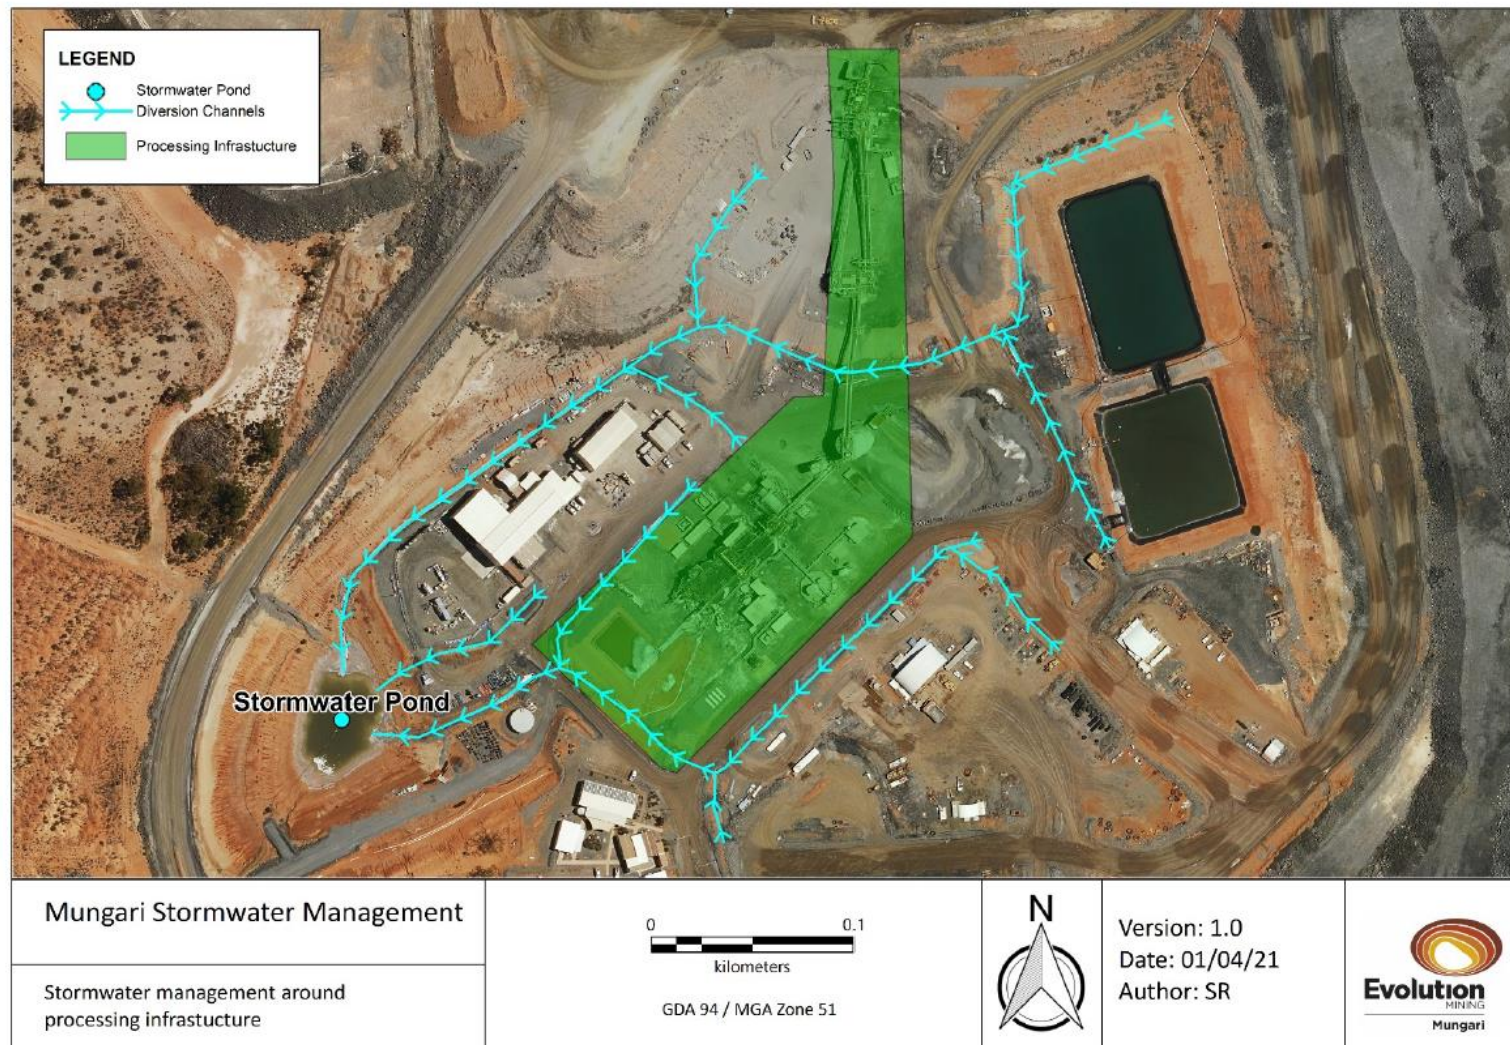 LEGEND
Stormwater Pond
Diversion Channels
Processing Infrastucture
Stormwater Pond
Mungari Stormwater Management
Stormwater management around
processing infrastucture
0 0.1
kilometers
GDA 94 / MGA Zone 51
N
Version: 1.0
Date: 01/04/21
Author: SR
Evolution
MINING
Mungari